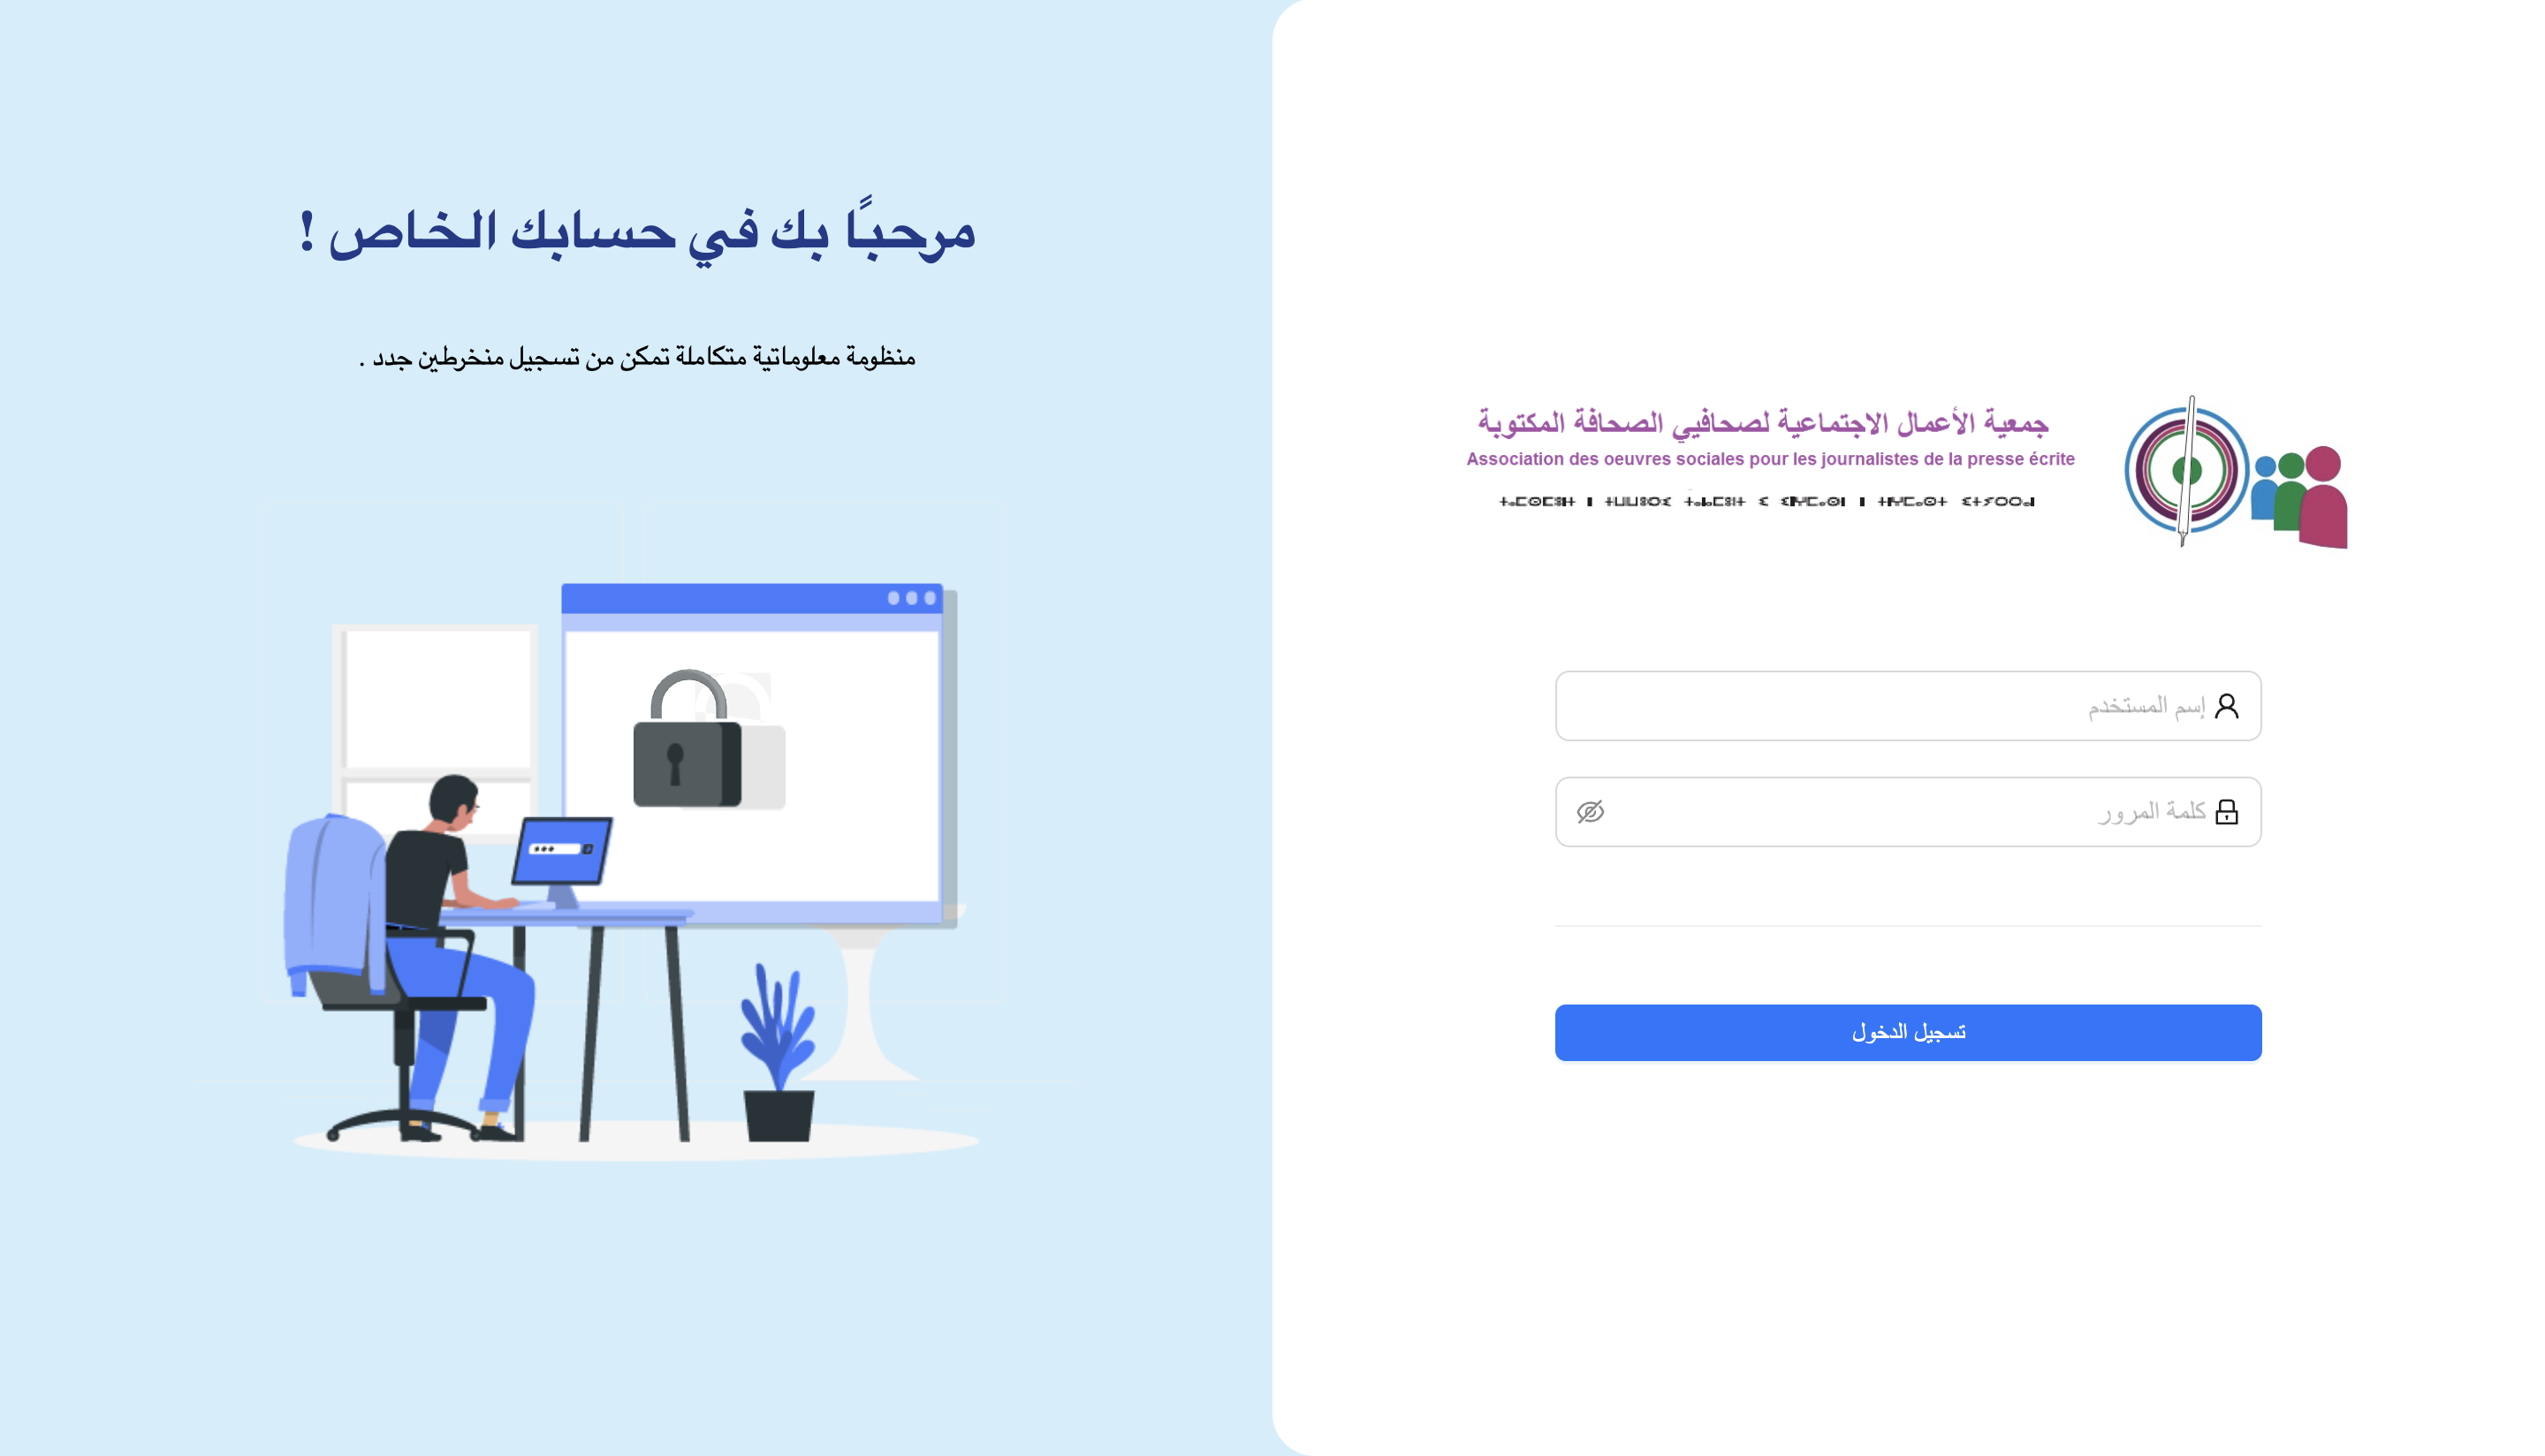 مرحبًا بك في حسابك الخاص !
منظومة معلوماتية متكاملة تمكن من تسجيل منخرطين جدد .
جمعية الأعمال الاجتماعية لصحافيي الصحافة المكتوبة
Association des oeuvres sociales pour les journalistes de la presse écrite
إسم المستخدم
كلمة المرور
تسجيل الدخول